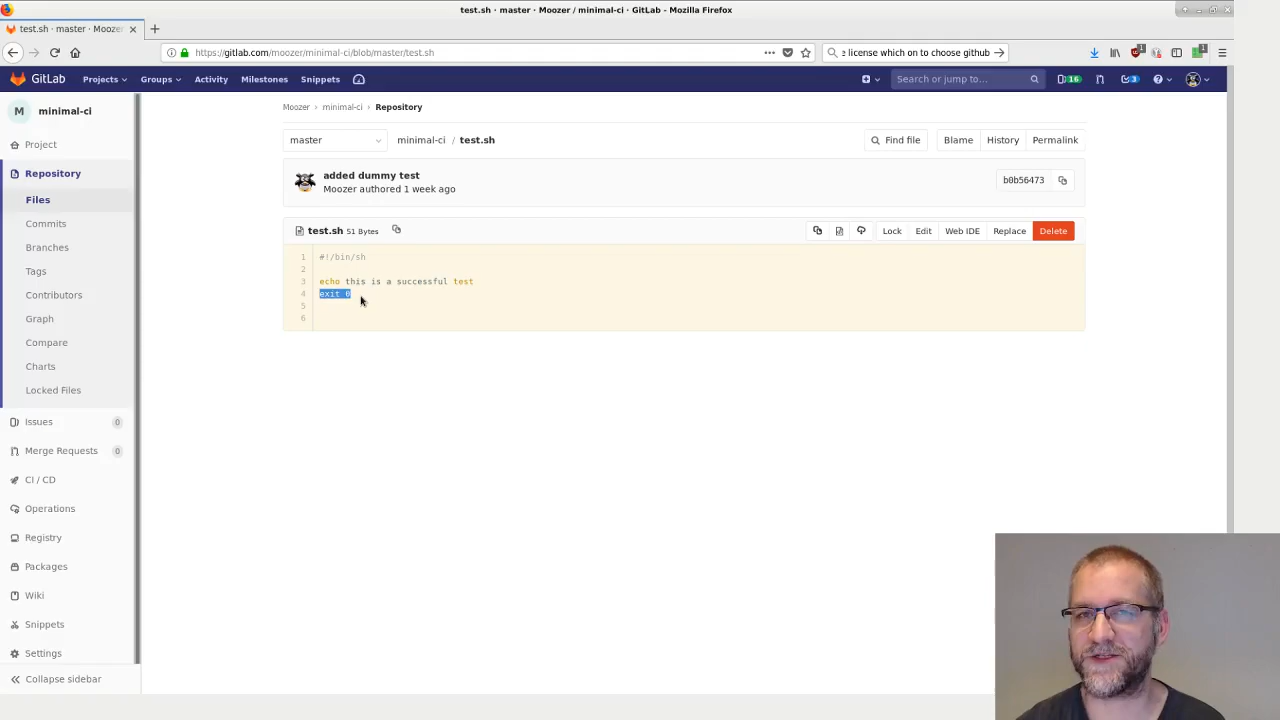 test.sh · master · Moozer / minimal-ci · GitLab - Mozilla Firefox
test.sh · master · Mooze
https://gitlab.com/moozer/minimal-ci/blob/master/test.sh
license which on to choose github
GitLab Projects Groups Activity Milestones Snippets Search or jump to... 16 3
M minimal-ci
Moozer › minimal-ci › Repository
Project
master minimal-ci / test.sh Find file Blame History Permalink
Repository
added dummy test
Moozer authored 1 week ago
b0b56473
Files
Commits
test.sh 51 Bytes Lock Edit Web IDE Replace Delete
Branches
1 #!/bin/sh
2
3 echo this is a successful test
4 exit 0
5
6
Tags
Contributors
Graph
Compare
Charts
Locked Files
Issues 0
Merge Requests 0
CI / CD
Operations
Registry
Packages
Wiki
Snippets
Settings
Collapse sidebar